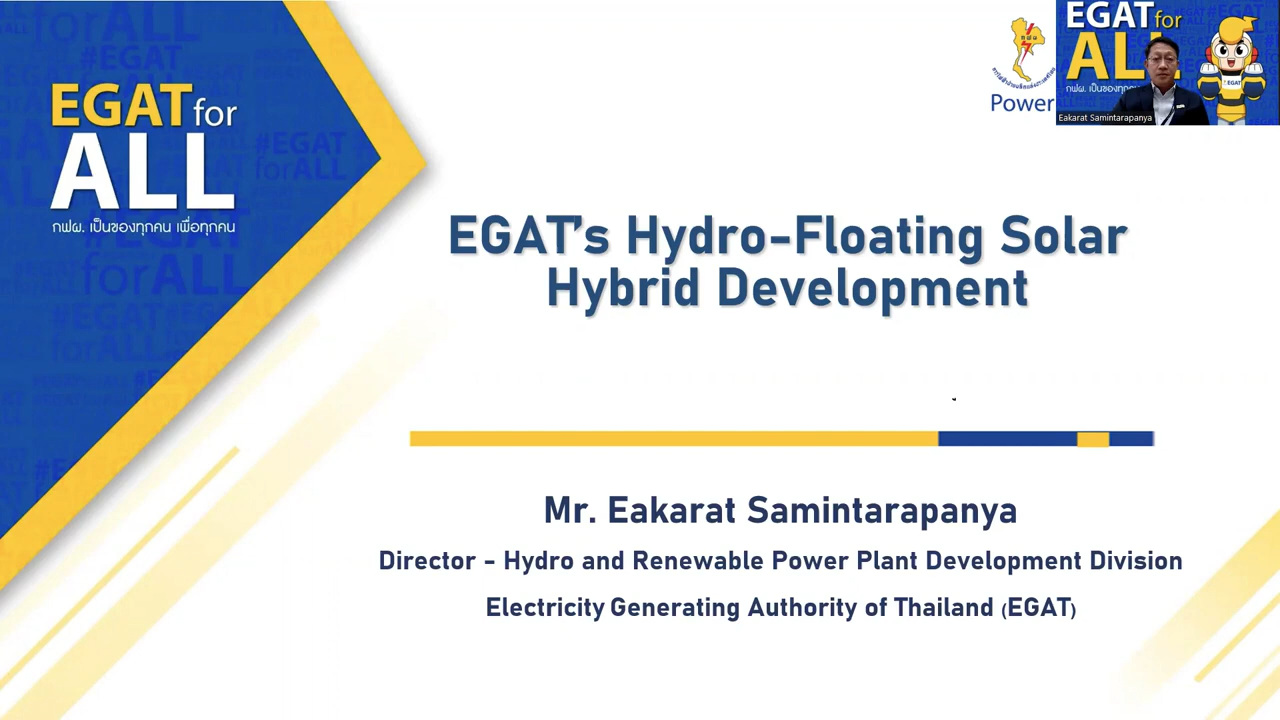 EGAT for
ALL
กฟผ. เป็นของทุกคน เพื่อทุกคน
Power
EGAT for
ALL
กฟผ. เป็นของทุกคน
EGAT
Eakarat Samintarapanya
EGAT's Hydro-Floating Solar
Hybrid Development
Mr. Eakarat Samintarapanya
Director - Hydro and Renewable Power Plant Development Division
Electricity Generating Authority of Thailand (EGAT)